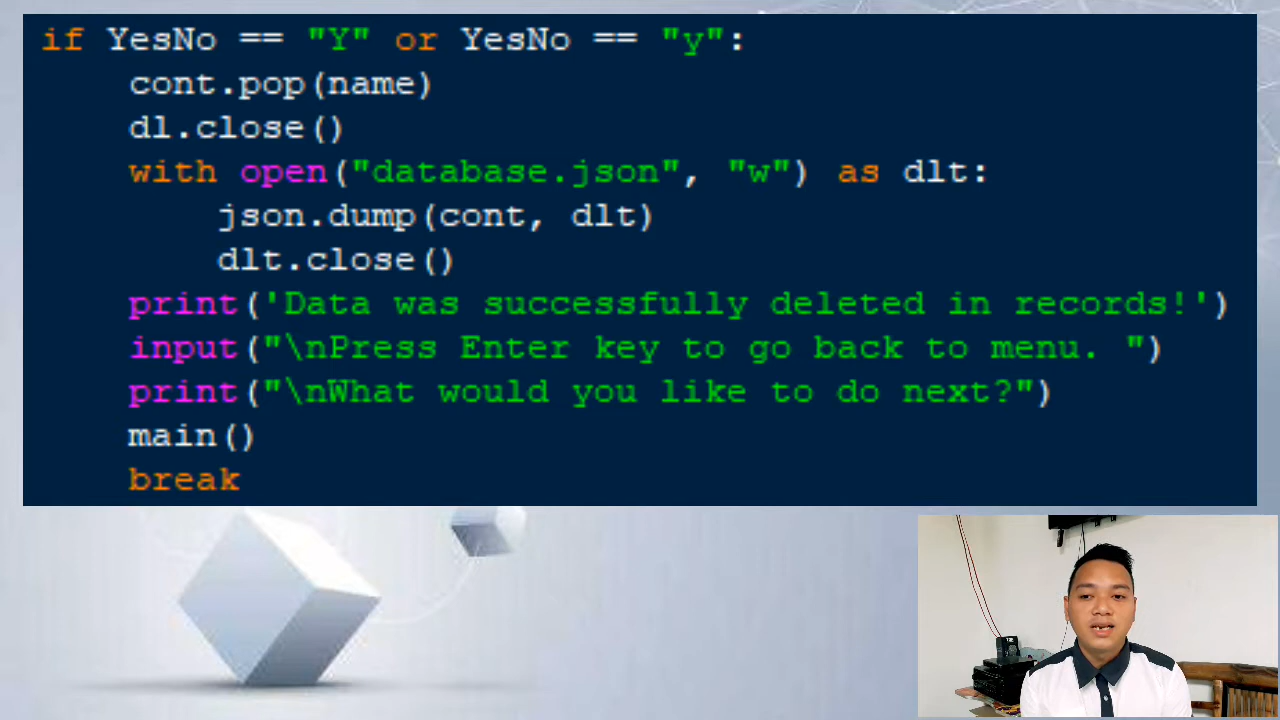 if YesNo == "Y" or YesNo == "y":
    cont.pop(name)
    dl.close()
    with open("database.json", "w") as dlt:
        json.dump(cont, dlt)
        dlt.close()
    print('Data was successfully deleted in records!')
    input("\nPress Enter key to go back to menu. ")
    print("\nWhat would you like to do next?")
    main()
    break